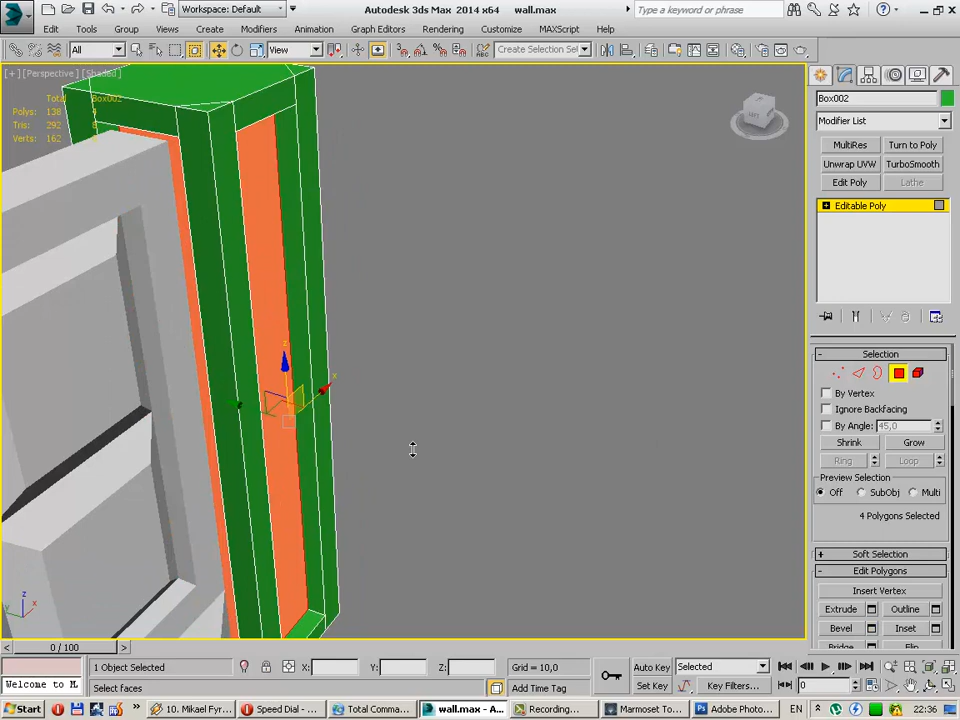 Workspace: Default
Autodesk 3ds Max 2014 x64 wall.max
Type a keyword or phrase
Edit Tools Group Views Create Modifiers Animation Graph Editors Rendering Customize MAXScript Help
All View Create Selection Sel
[+] [Perspective] [Shaded]
Total Box002
Polys: 138 4
Tris: 292 8
Verts: 162
Box002
Modifier List
MultiRes Turn to Poly
Unwrap UVW TurboSmooth
Edit Poly Lathe
Editable Poly
Selection
By Vertex
Ignore Backfacing
By Angle: 45,0
Shrink Grow
Ring Loop
Preview Selection
Off SubObj Multi
4 Polygons Selected
Soft Selection
Edit Polygons
Insert Vertex
Extrude Outline
Bevel Inset
Bridge Flip
z
x
z
x
y
0 / 100
1 Object Selected X: Y: Z: Grid = 10,0 Auto Key Selected
Welcome to M Select faces Add Time Tag Set Key Key Filters... 0
Start 10. Mikael Fyr... Speed Dial -... Total Comma... wall.max - A... Recording... Marmoset To... Adobe Photo... EN 22:36